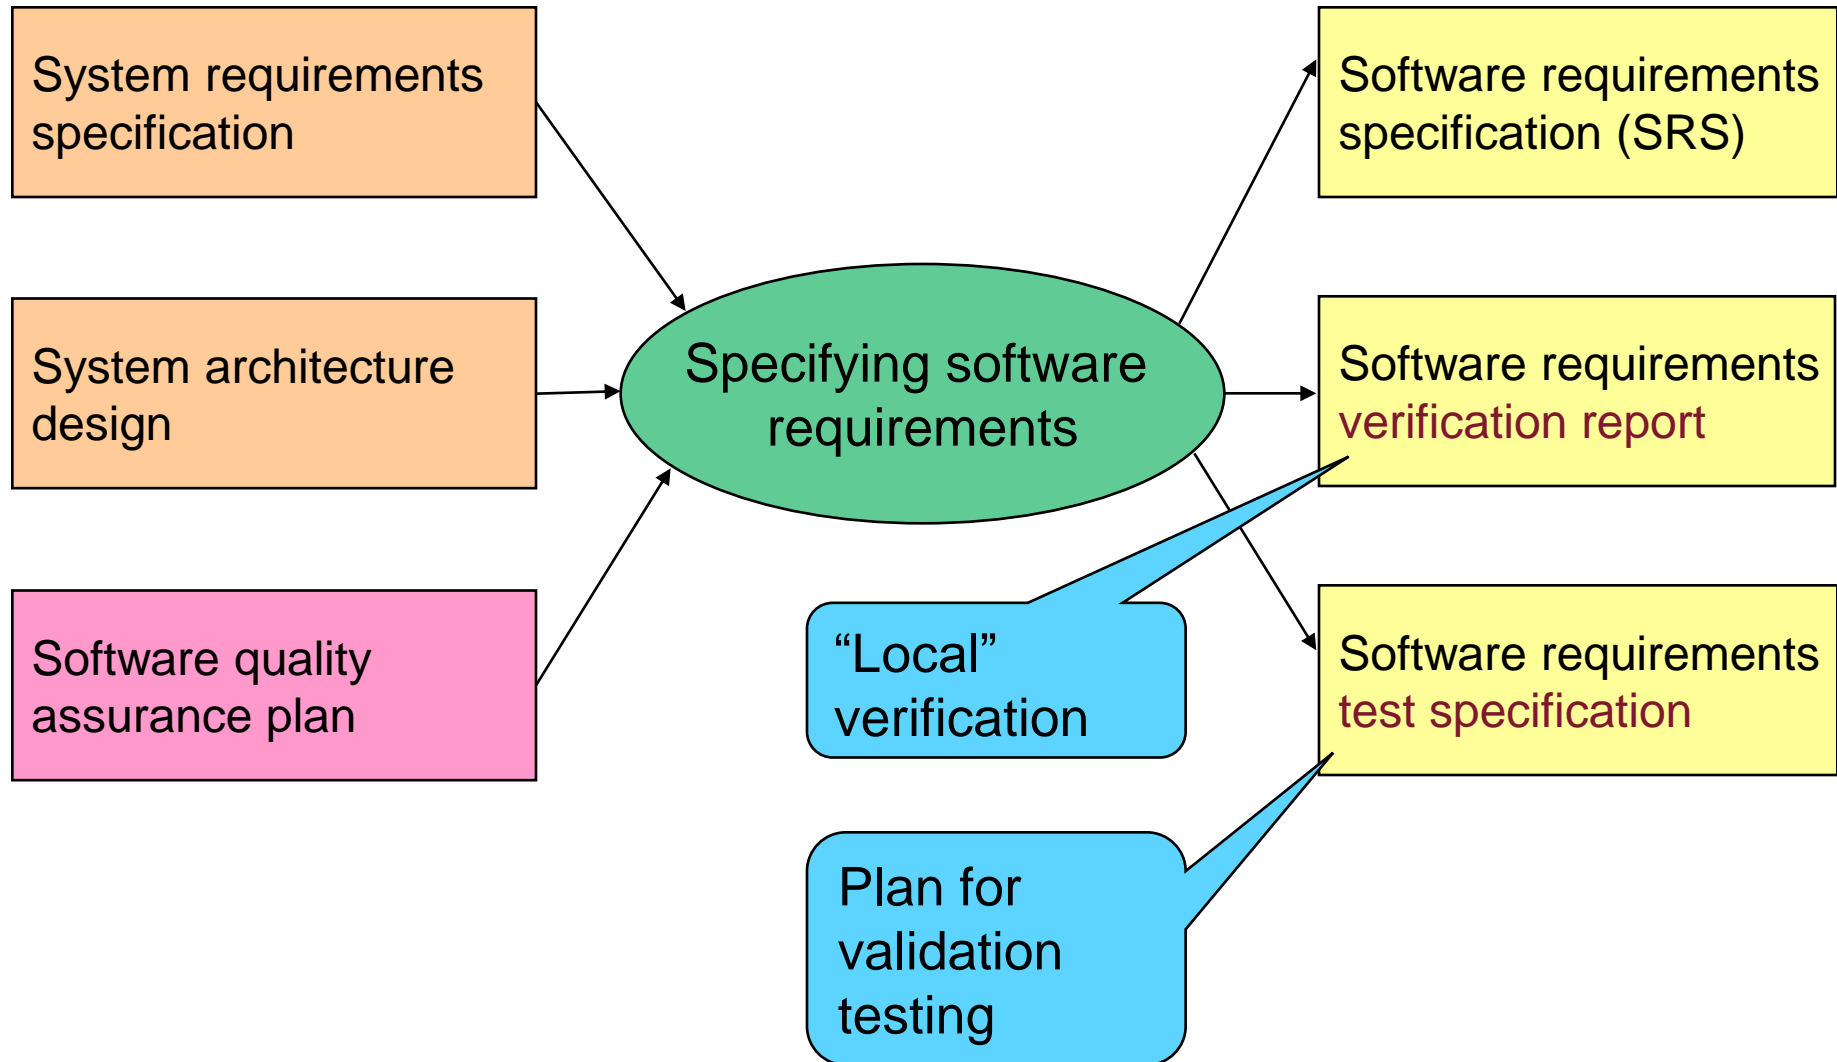 System requirements
specification
System architecture
design
Software quality
assurance plan
Specifying software
requirements
Software requirements
specification (SRS)
Software requirements
verification report
Software requirements
test specification
“Local”
verification
Plan for
validation
testing